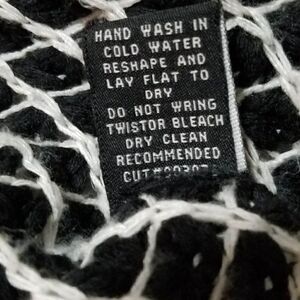 HAND WASH IN
COLD WATER
RESHAPE AND
LAY FLAT TO
DRY
DO NOT WRING
TWISTOR BLEACH
DRY CLEAN
RECOMMENDED